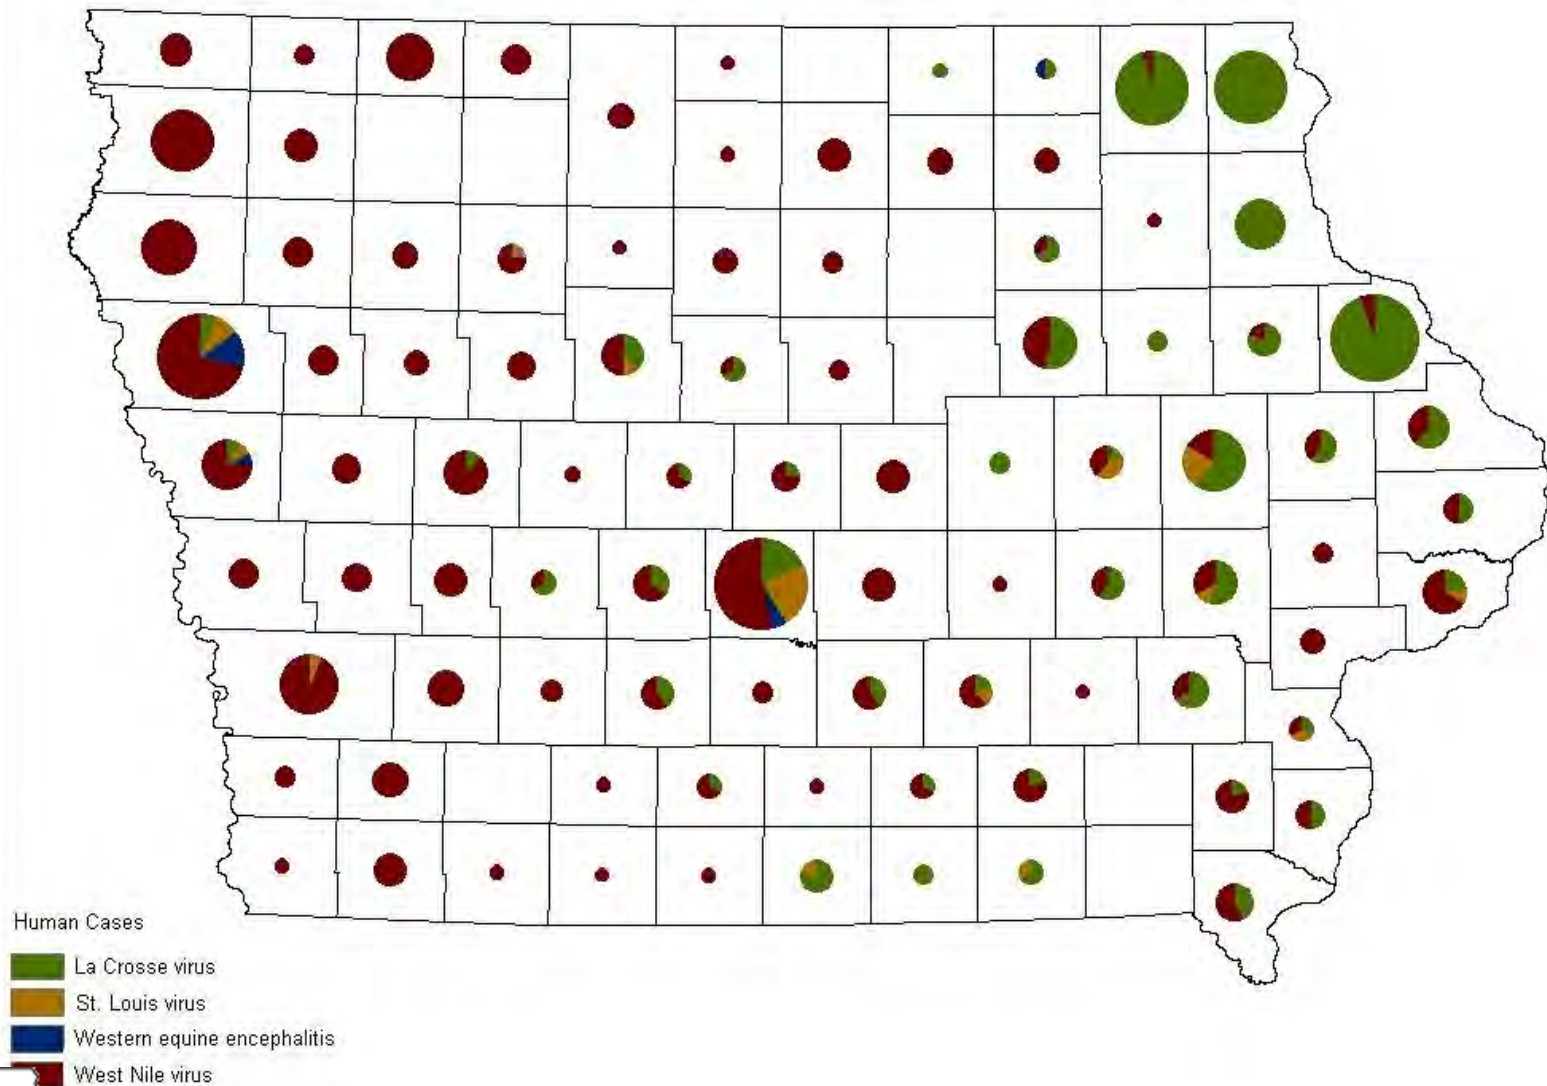 Human Cases
La Crosse virus
St. Louis virus
Western equine encephalitis
West Nile virus